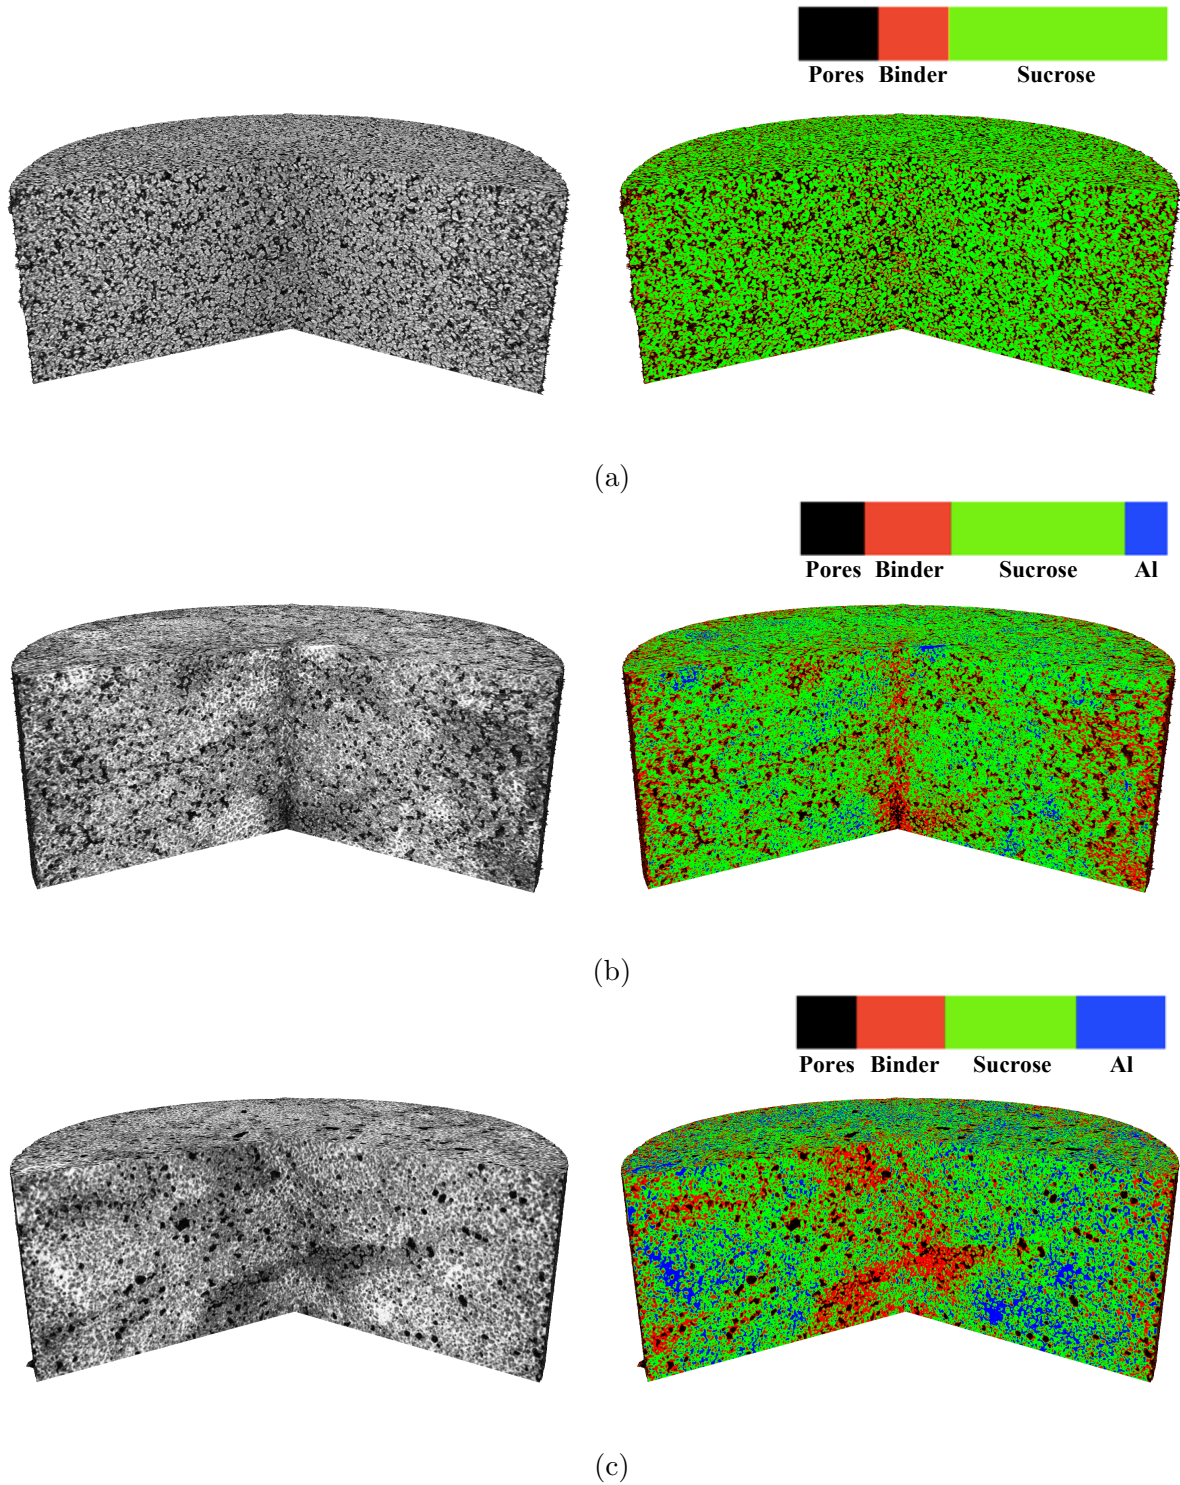 Pores Binder Sucrose
(a)
Pores Binder Sucrose Al
(b)
Pores Binder Sucrose Al
(c)